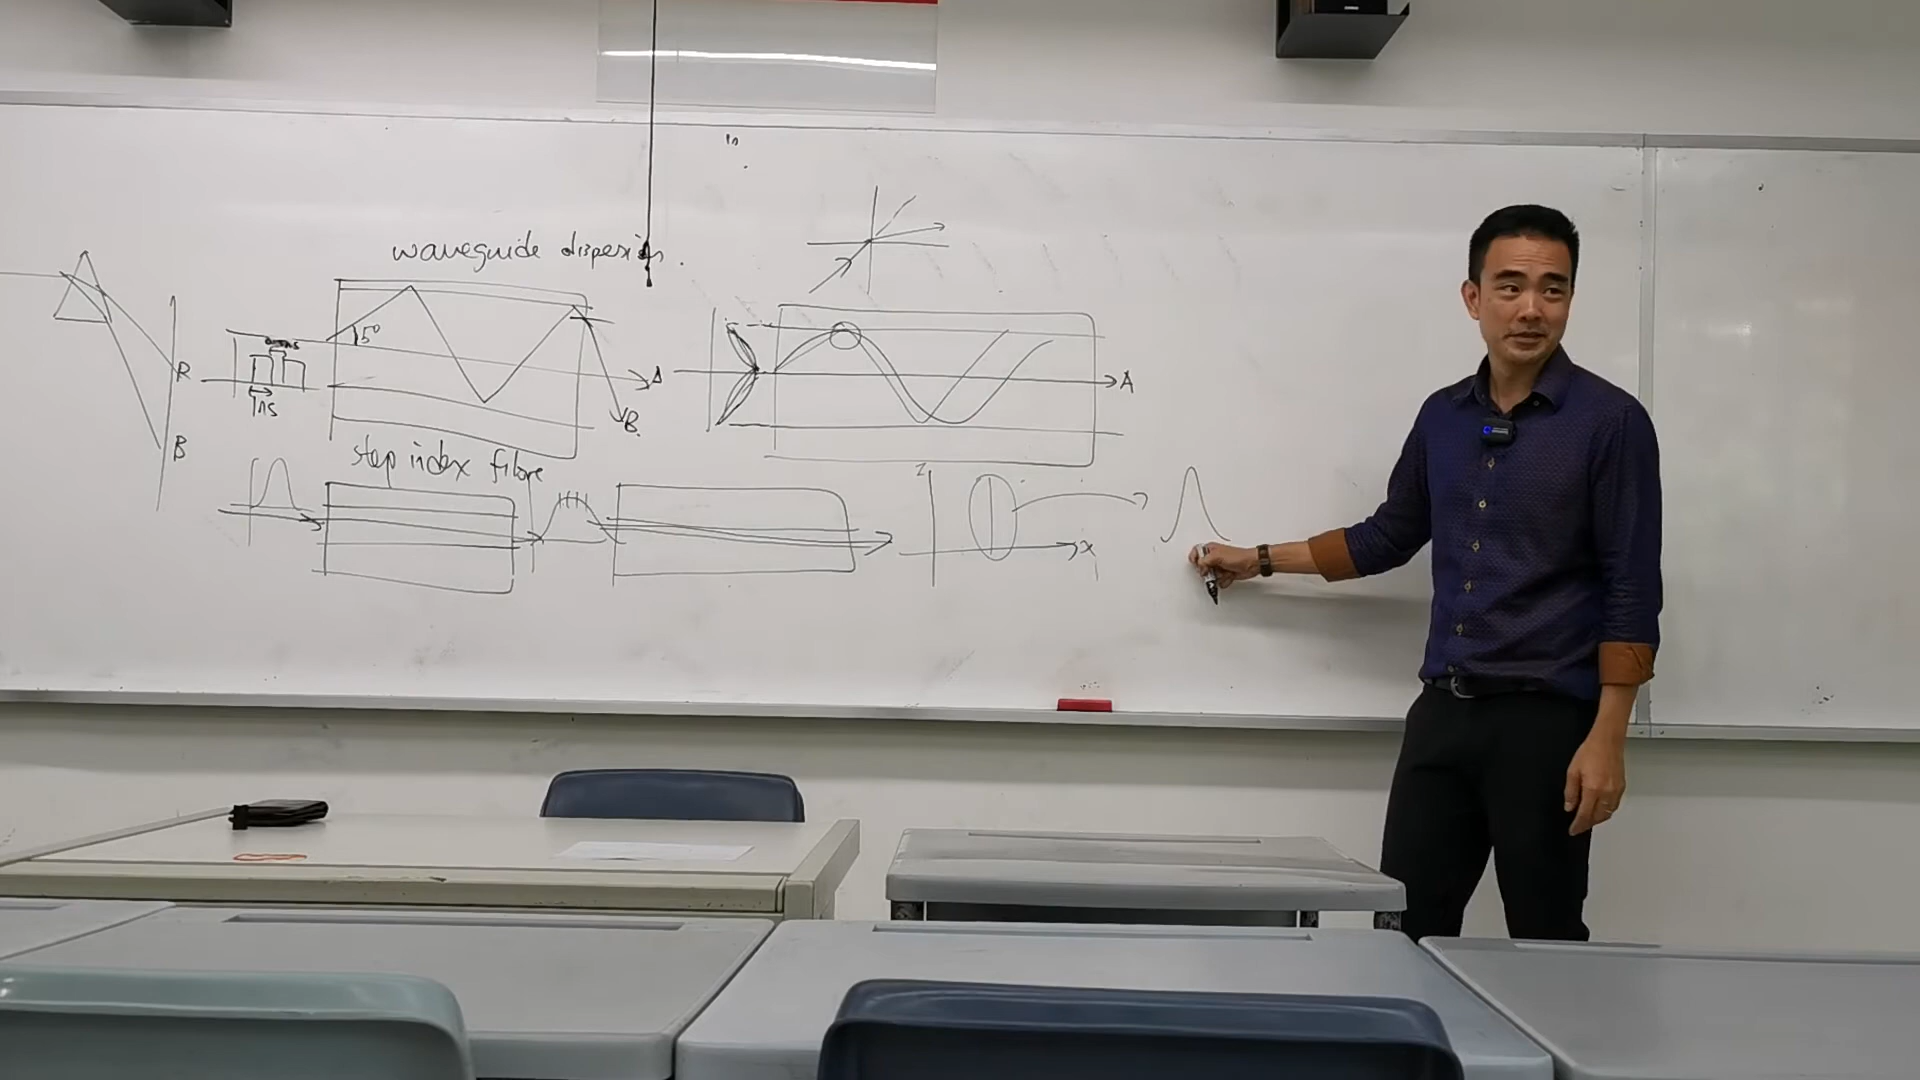 waveguide dispersion.
R
B
15°
1ns
A
B.
A
step index fibre
Z
x